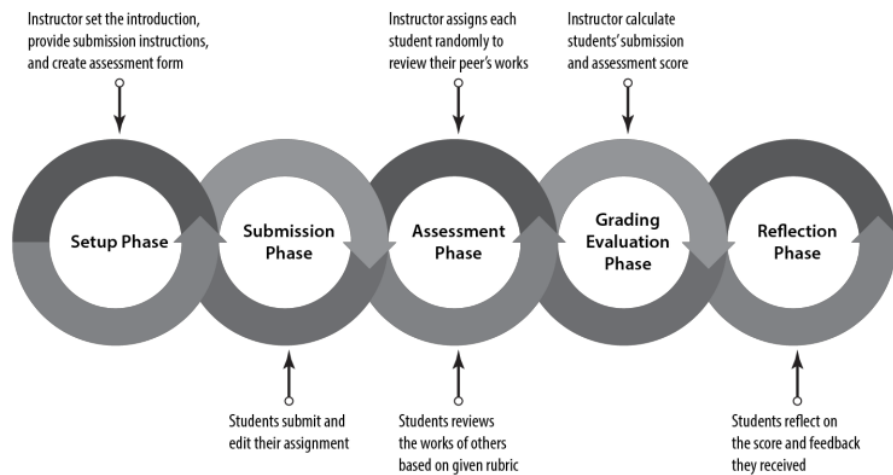 Instructor set the introduction,
provide submission instructions,
and create assessment form
Instructor assigns each
student randomly to
review their peer's works
Instructor calculate
students' submission
and assessment score
Setup Phase
Submission
Phase
Assessment
Phase
Grading
Evaluation
Phase
Reflection
Phase
Students submit and
edit their assignment
Students reviews
the works of others
based on given rubric
Students reflect on
the score and feedback
they received